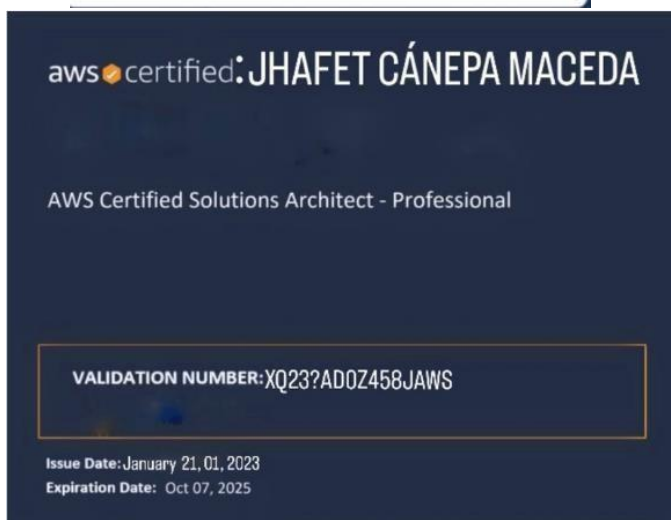 aws certified: JHAFET CÁNEPA MACEDA
AWS Certified Solutions Architect - Professional
VALIDATION NUMBER:XQ23?ADOZ458JAWS
Issue Date: January 21, 01, 2023
Expiration Date: Oct 07, 2025